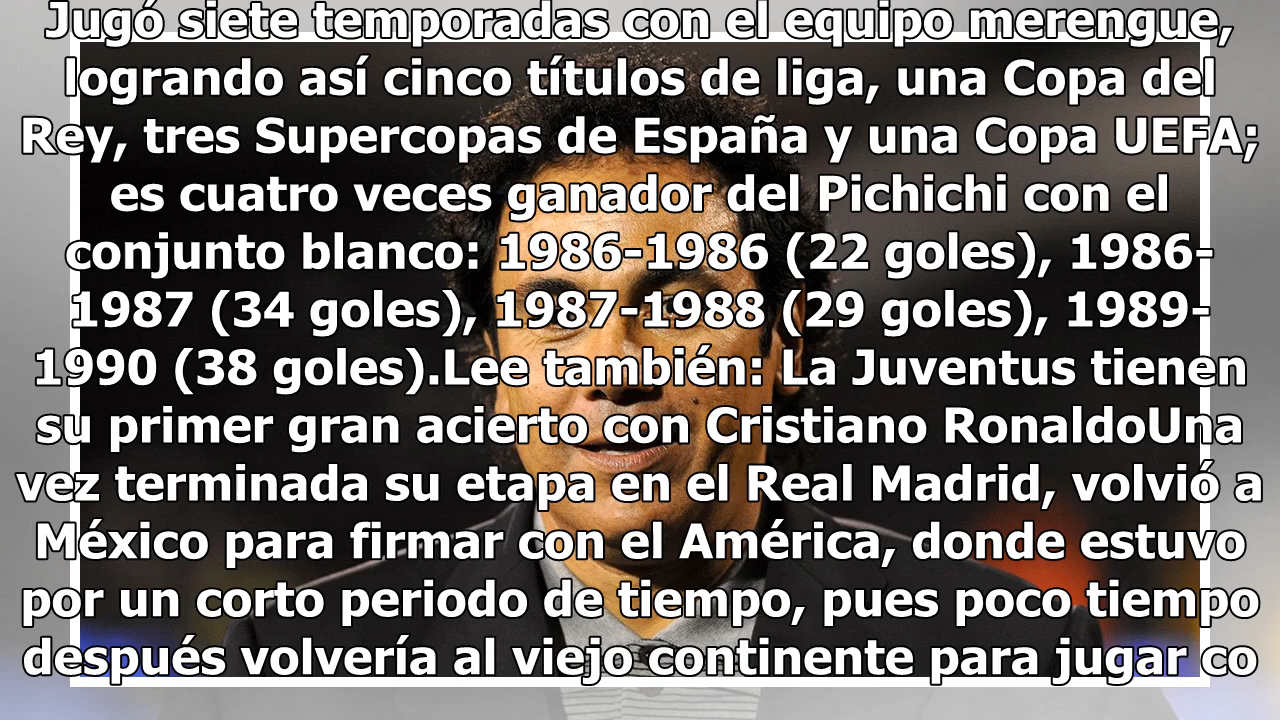 Jugó siete temporadas con el equipo merengue,
logrando así cinco títulos de liga, una Copa del
Rey, tres Supercopas de España y una Copa UEFA;
es cuatro veces ganador del Pichichi con el
conjunto blanco: 1986-1986 (22 goles), 1986-
1987 (34 goles), 1987-1988 (29 goles), 1989-
1990 (38 goles).Lee también: La Juventus tienen
su primer gran acierto con Cristiano RonaldoUna
vez terminada su etapa en el Real Madrid, volvió a
México para firmar con el América, donde estuvo
por un corto periodo de tiempo, pues poco tiempo
después volvería al viejo continente para jugar co